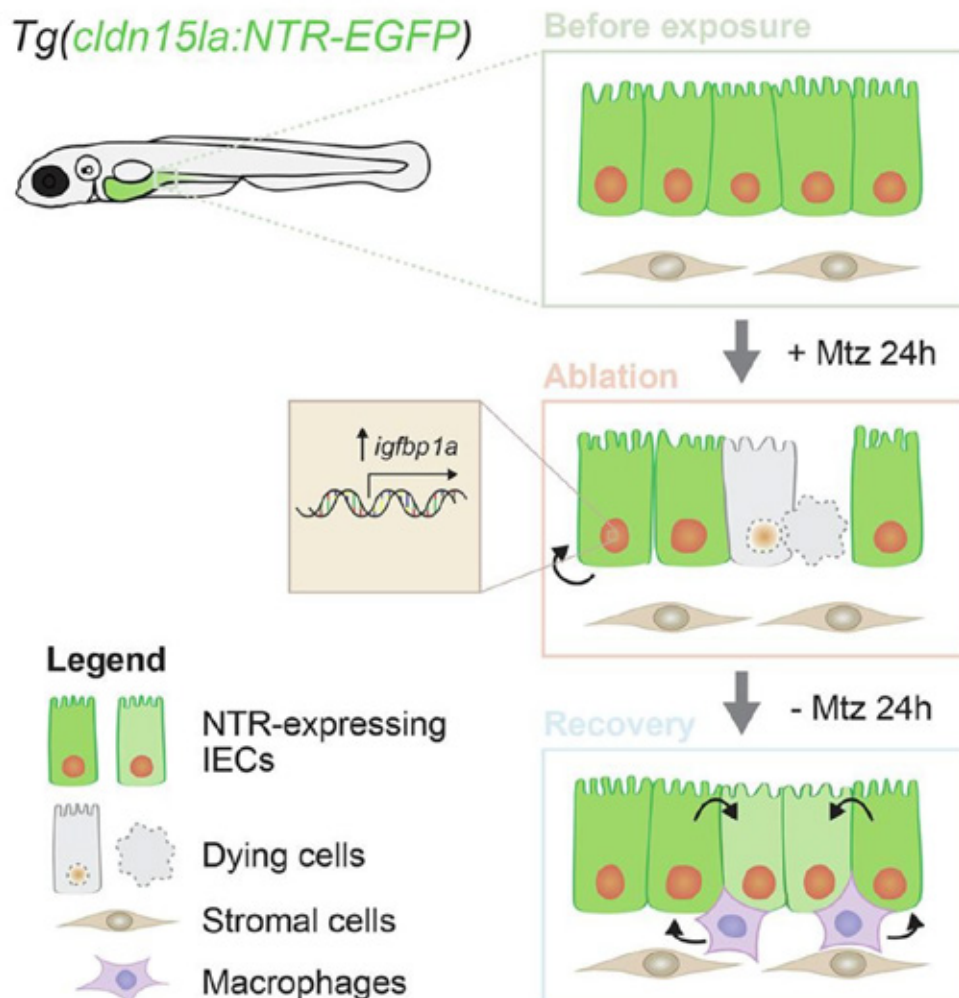 Tg(cldn15la:NTR-EGFP)
Before exposure
+ Mtz 24h
Ablation
igfbp1a
- Mtz 24h
Recovery
Legend
NTR-expressing
IECs
Dying cells
Stromal cells
Macrophages